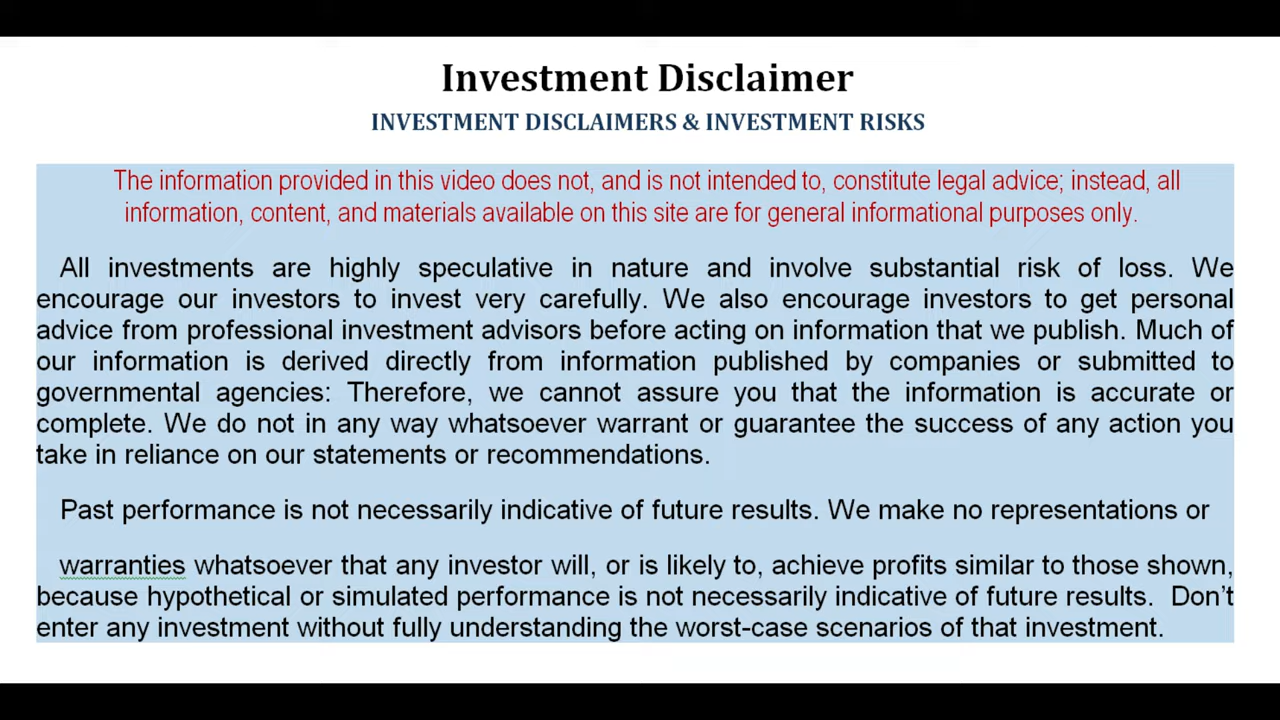 Investment Disclaimer
INVESTMENT DISCLAIMERS & INVESTMENT RISKS
The information provided in this video does not, and is not intended to, constitute legal advice; instead, all
information, content, and materials available on this site are for general informational purposes only.
All investments are highly speculative in nature and involve substantial risk of loss. We
encourage our investors to invest very carefully. We also encourage investors to get personal
advice from professional investment advisors before acting on information that we publish. Much of
our information is derived directly from information published by companies or submitted to
governmental agencies: Therefore, we cannot assure you that the information is accurate or
complete. We do not in any way whatsoever warrant or guarantee the success of any action you
take in reliance on our statements or recommendations.
Past performance is not necessarily indicative of future results. We make no representations or
warranties whatsoever that any investor will, or is likely to, achieve profits similar to those shown,
because hypothetical or simulated performance is not necessarily indicative of future results.  Don’t
enter any investment without fully understanding the worst-case scenarios of that investment.